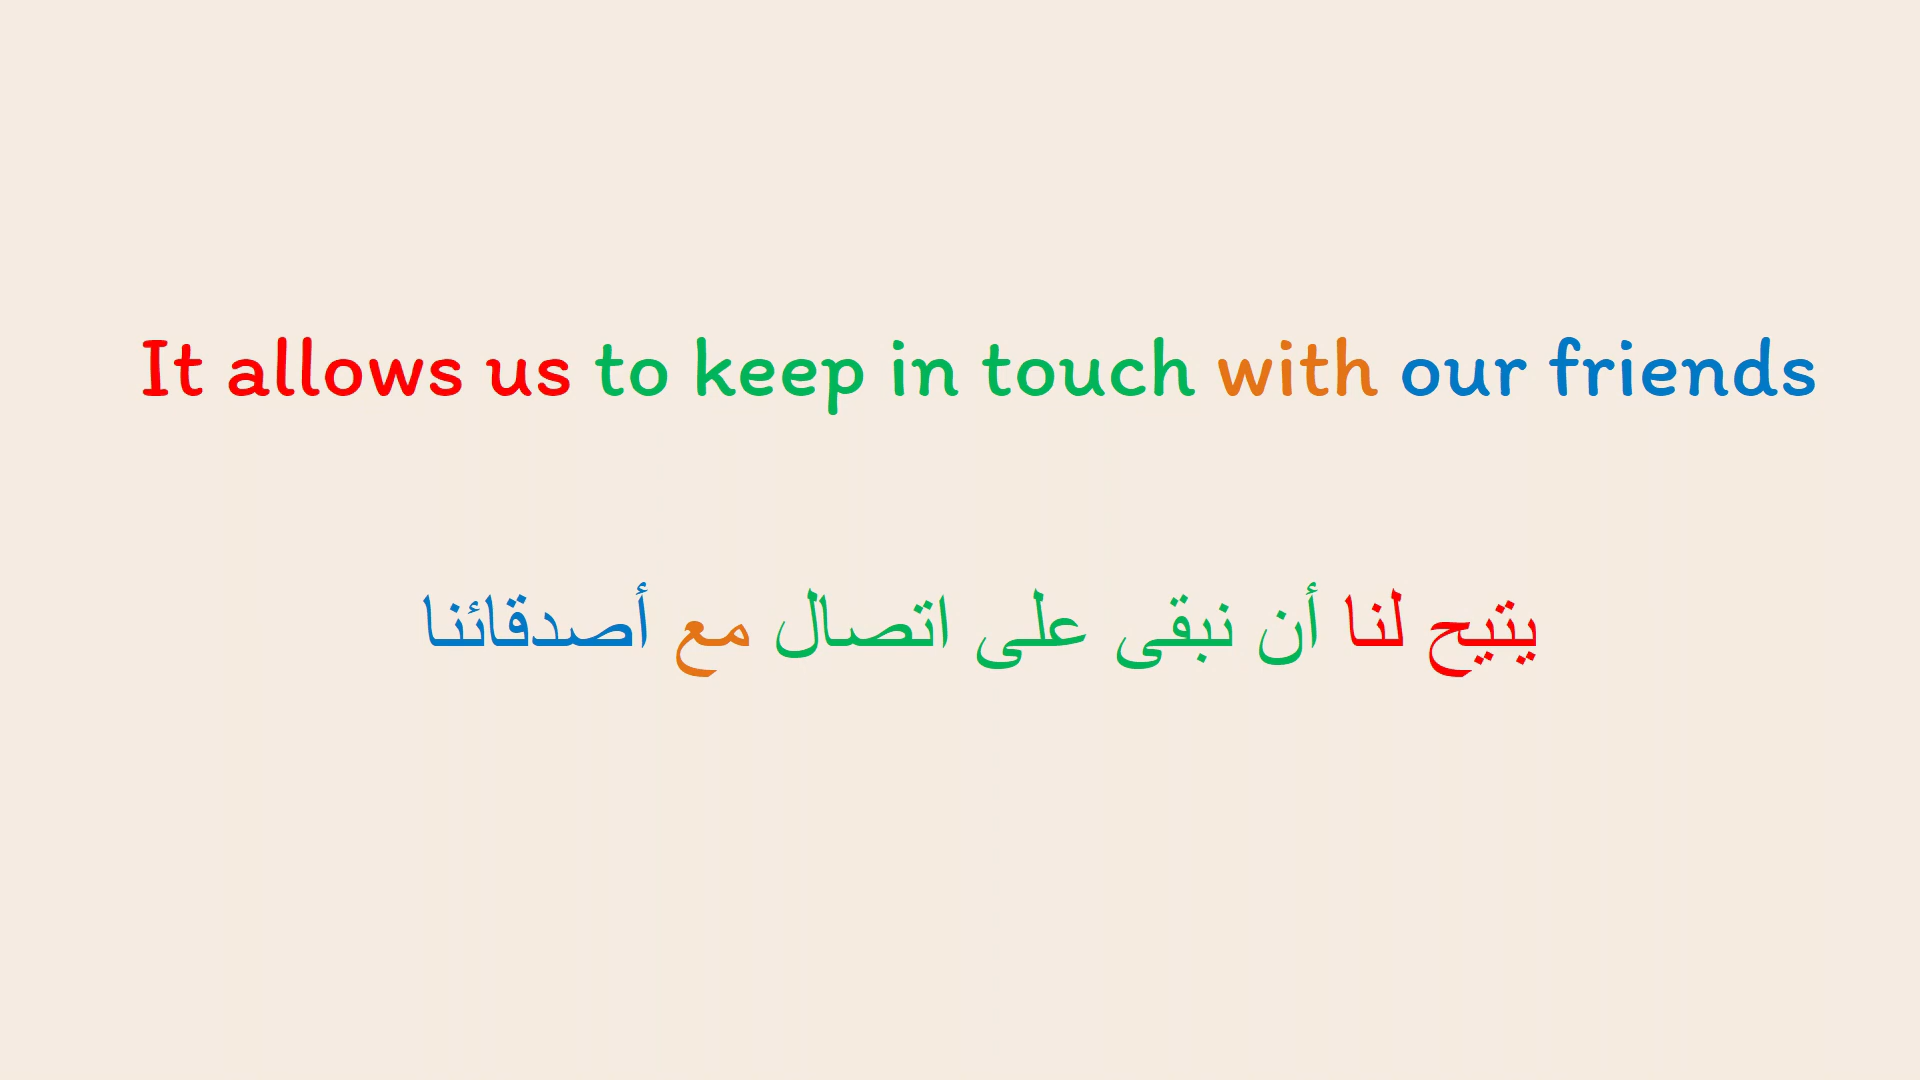 It allows us to keep in touch with our friends
يتيح لنا أن نبقى على اتصال مع أصدقائنا